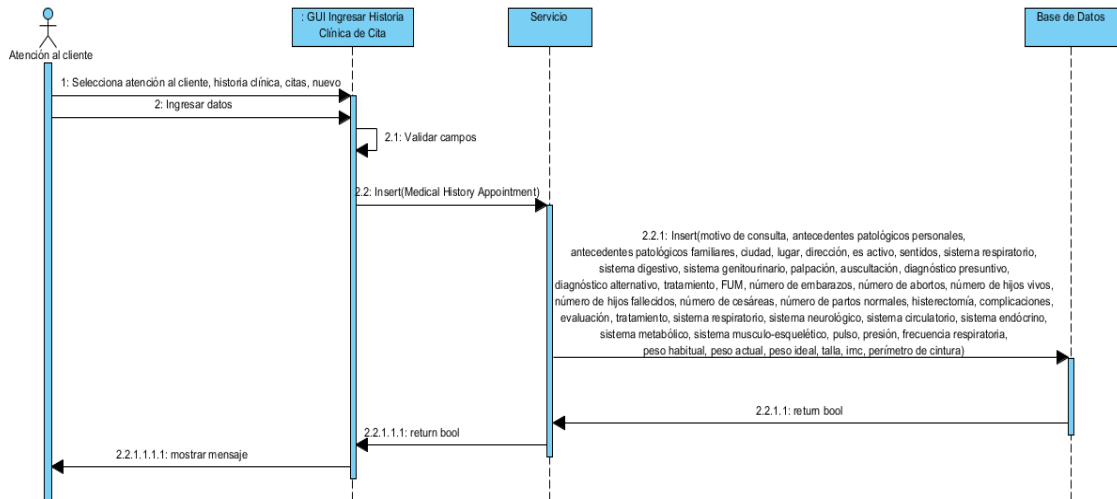 : GUI Ingresar Historia
Clínica de Cita
Servicio
Base de Datos
Atención al cliente
1: Selecciona atención al cliente, historia clínica, citas, nuevo
2: Ingresar datos
2.1: Validar campos
2.2: Insert(Medical History Appointment)
2.2.1: Insert(motivo de consulta, antecedentes patológicos personales,
antecedentes patológicos familiares, ciudad, lugar, dirección, es activo, sentidos, sistema respiratorio,
sistema digestivo, sistema genitourinario, palpación, auscultación, diagnóstico presuntivo,
diagnóstico alternativo, tratamiento, FUM, número de embarazos, número de abortos, número de hijos vivos,
número de hijos fallecidos, número de cesáreas, número de partos normales, histerectomía, complicaciones,
evaluación, tratamiento, sistema respiratorio, sistema neurológico, sistema circulatorio, sistema endócrino,
sistema metabólico, sistema musculo-esquelético, pulso, presión, frecuencia respiratoria,
peso habitual, peso actual, peso ideal, talla, imc, perímetro de cintura)
2.2.1.1: return bool
2.2.1.1.1: return bool
2.2.1.1.1.1: mostrar mensaje